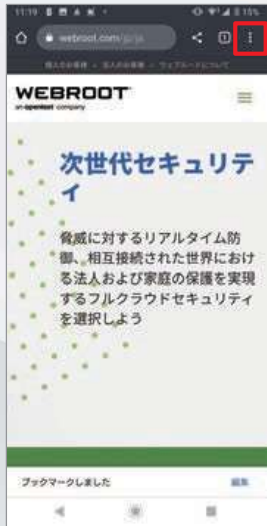 11:19
15%
webroot.com/jp/ja
個人のお客様 ・ 法人のお客様 ・ ウェブルートについて
WEBROOT
an opentext company
次世代セキュリテ
ィ
脅威に対するリアルタイム防
御、相互接続された世界におけ
る法人および家庭の保護を実現
するフルクラウドセキュリティ
を選択しよう
ブックマークしました
編集